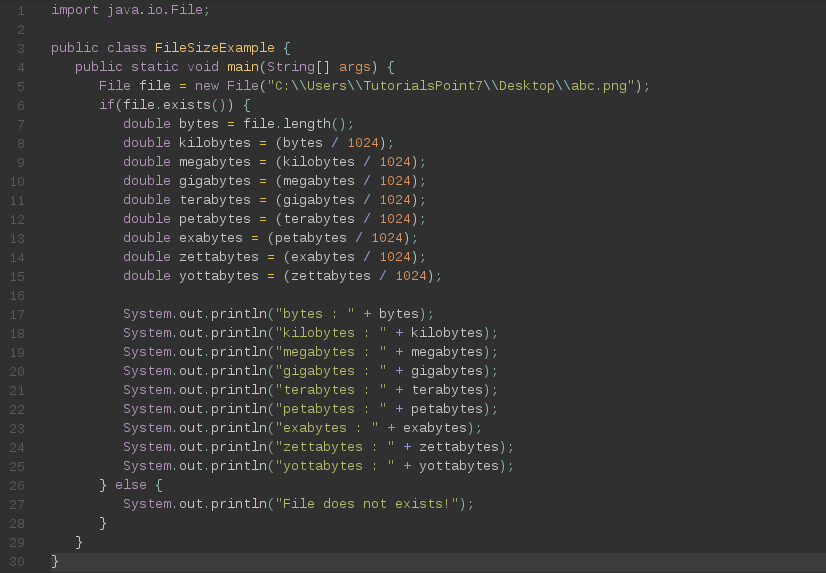 1 import java.io.File;
2
3 public class FileSizeExample {
4    public static void main(String[] args) {
5       File file = new File("C:\\Users\\TutorialsPoint7\\Desktop\\abc.png");
6       if(file.exists()) {
7          double bytes = file.length();
8          double kilobytes = (bytes / 1024);
9          double megabytes = (kilobytes / 1024);
10          double gigabytes = (megabytes / 1024);
11          double terabytes = (gigabytes / 1024);
12          double petabytes = (terabytes / 1024);
13          double exabytes = (petabytes / 1024);
14          double zettabytes = (exabytes / 1024);
15          double yottabytes = (zettabytes / 1024);
16
17          System.out.println("bytes : " + bytes);
18          System.out.println("kilobytes : " + kilobytes);
19          System.out.println("megabytes : " + megabytes);
20          System.out.println("gigabytes : " + gigabytes);
21          System.out.println("terabytes : " + terabytes);
22          System.out.println("petabytes : " + petabytes);
23          System.out.println("exabytes : " + exabytes);
24          System.out.println("zettabytes : " + zettabytes);
25          System.out.println("yottabytes : " + yottabytes);
26       } else {
27          System.out.println("File does not exists!");
28       }
29    }
30 }